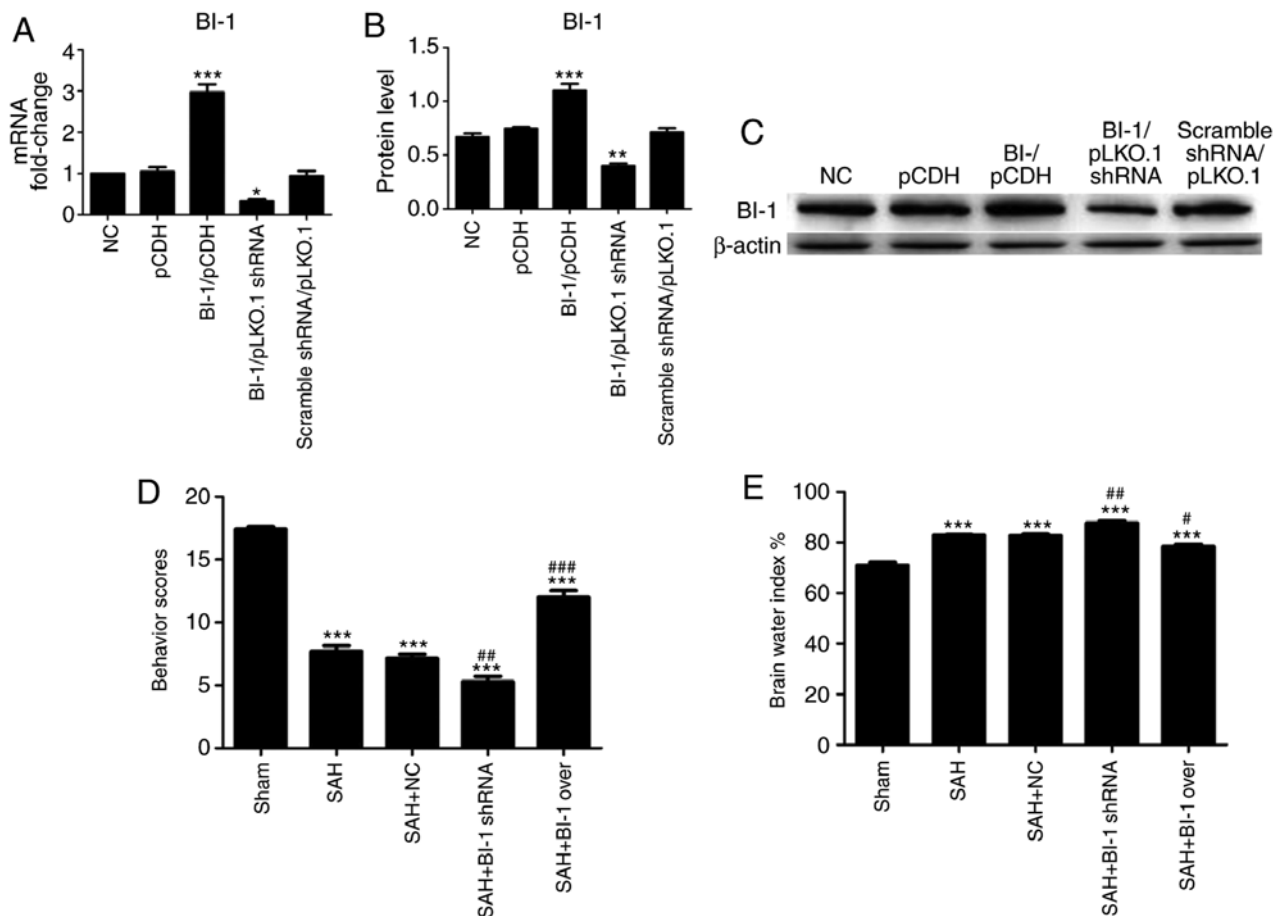 A
BI-1
mRNA
fold-change
4
3
2
1
0
***
*
NC
pCDH
BI-1/pCDH
BI-1/pLKO.1 shRNA
Scramble shRNA/pLKO.1
B
BI-1
Protein level
1.5
1.0
0.5
0.0
***
**
NC
pCDH
BI-1/pCDH
BI-1/pLKO.1 shRNA
Scramble shRNA/pLKO.1
C
NC
pCDH
BI-/
pCDH
BI-1/
pLKO.1
shRNA
Scramble
shRNA/
pLKO.1
BI-1
β-actin
D
Behavior scores
20
15
10
5
0
***
***
##
***
###
***
Sham
SAH
SAH+NC
SAH+BI-1 shRNA
SAH+BI-1 over
E
Brain water index %
100
80
60
40
20
0
***
***
##
***
#
***
Sham
SAH
SAH+NC
SAH+BI-1 shRNA
SAH+BI-1 over